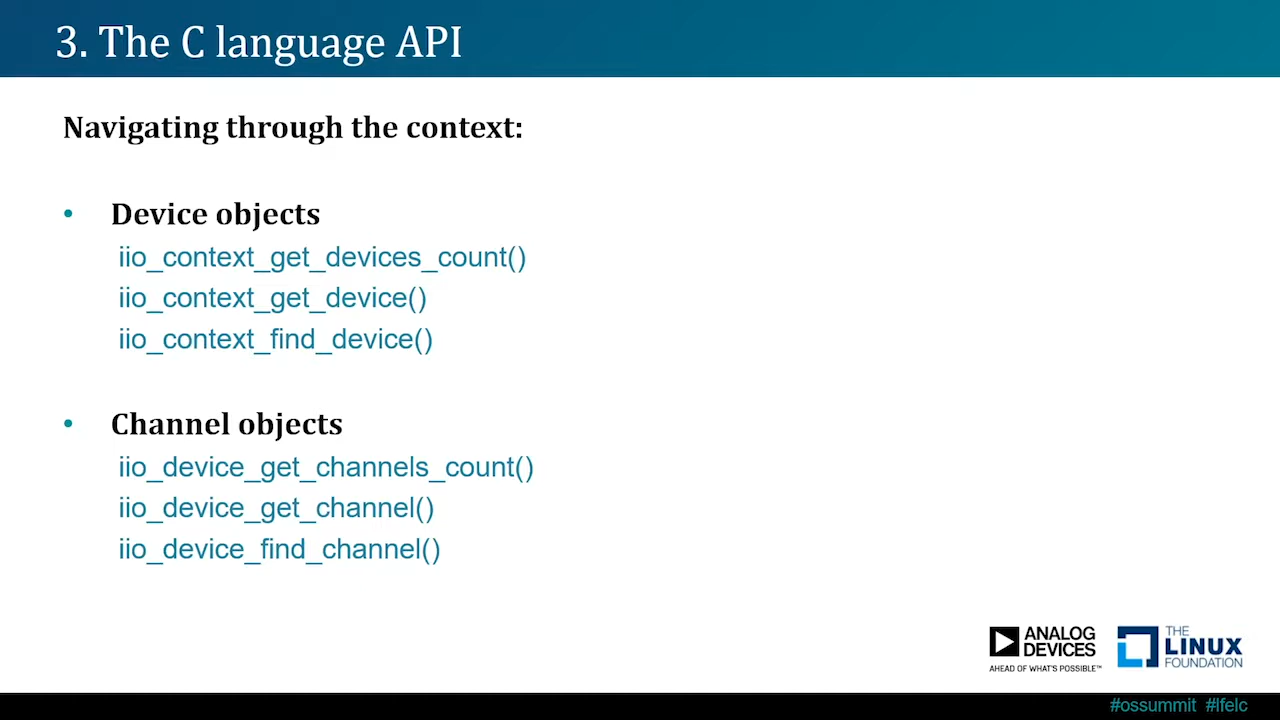 3. The C language API
Navigating through the context:
• Device objects
iio_context_get_devices_count()
iio_context_get_device()
iio_context_find_device()
• Channel objects
iio_device_get_channels_count()
iio_device_get_channel()
iio_device_find_channel()
ANALOG
DEVICES
AHEAD OF WHAT'S POSSIBLE™
THE
LINUX
FOUNDATION
#ossummit #lfelc